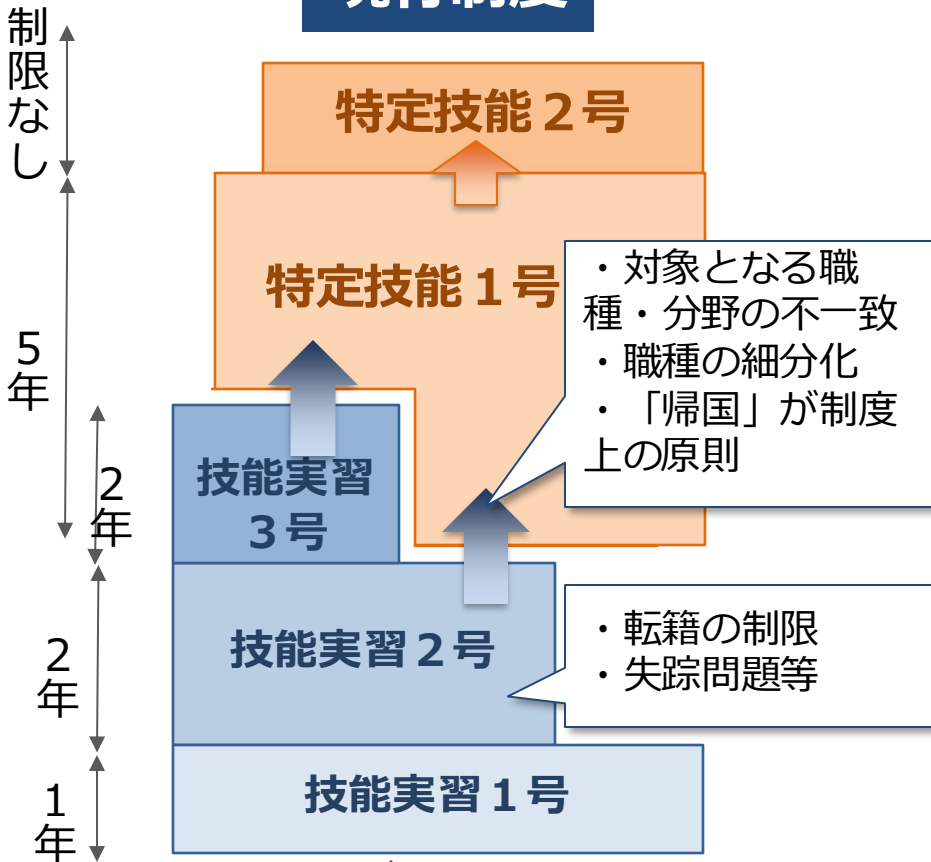 現行制度
制限なし
特定技能２号
特定技能１号
・対象となる職
種・分野の不一致
・職種の細分化
・「帰国」が制度
上の原則
5年
技能実習
３号
2年
技能実習２号
・転籍の制限
・失踪問題等
2年
技能実習１号
1年